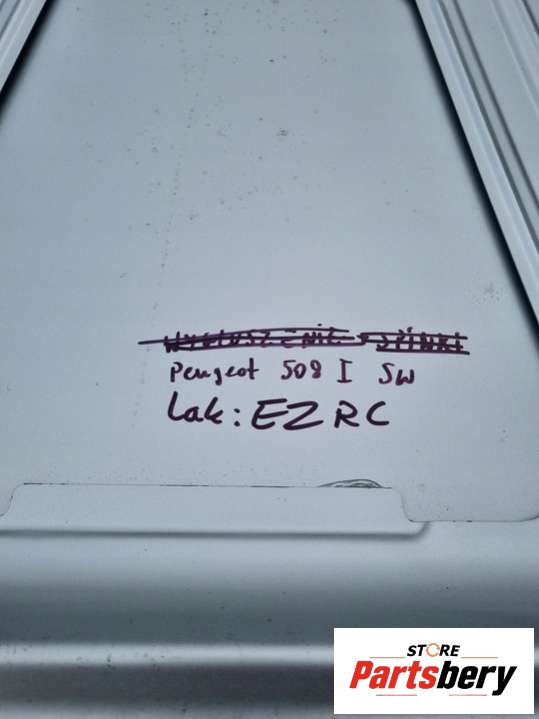 Peugeot 508 I SW
Lak: EZRC
STORE
Partsbery